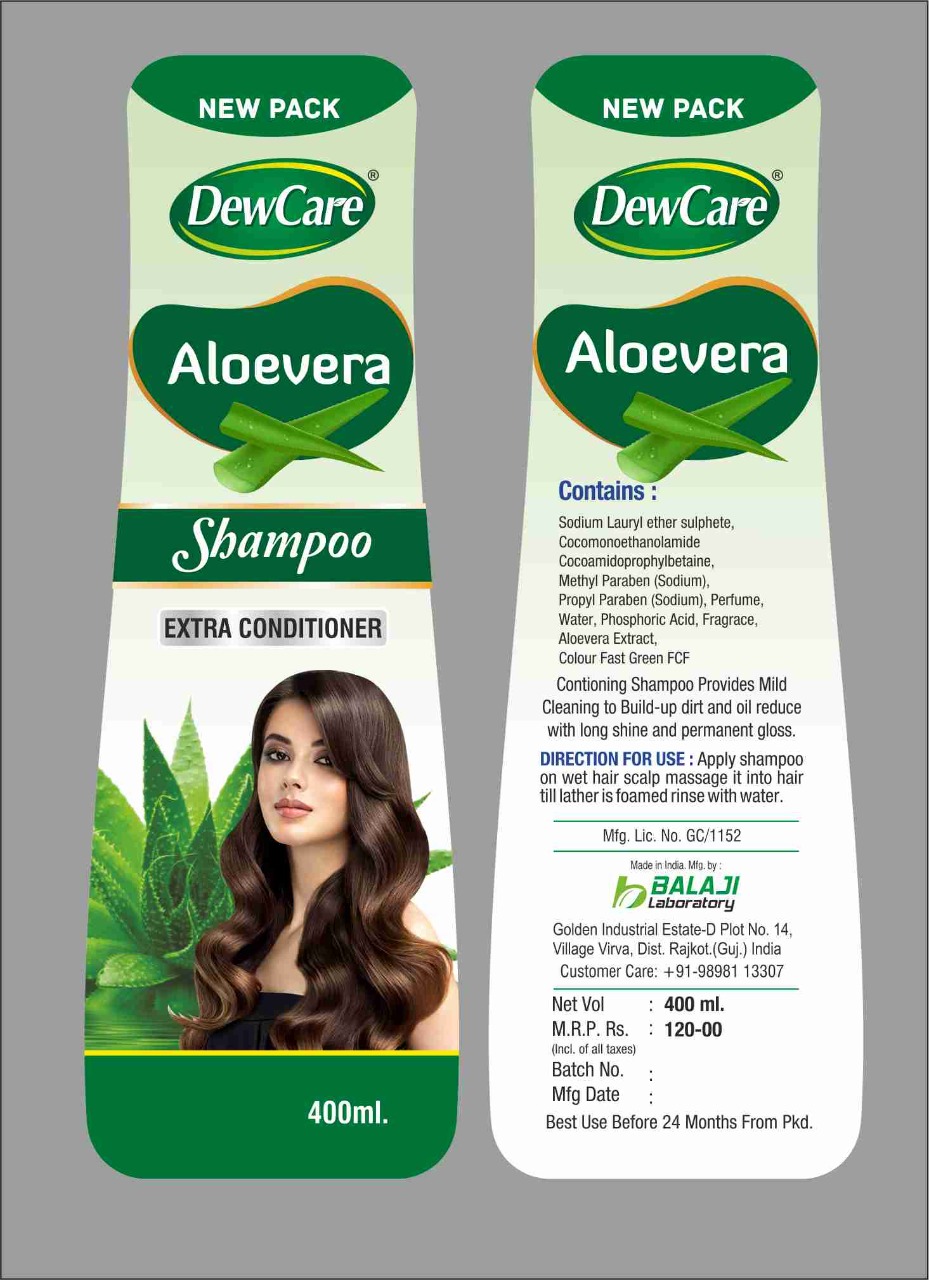 NEW PACK
DewCare®
Aloevera
Shampoo
EXTRA CONDITIONER
400ml.
NEW PACK
DewCare®
Aloevera
Contains :
Sodium Lauryl ether sulphete,
Cocomonoethanolamide
Cocoamidoprophylbetaine,
Methyl Paraben (Sodium),
Propyl Paraben (Sodium), Perfume,
Water, Phosphoric Acid, Fragrace,
Aloevera Extract,
Colour Fast Green FCF
Contioning Shampoo Provides Mild
Cleaning to Build-up dirt and oil reduce
with long shine and permanent gloss.
DIRECTION FOR USE : Apply shampoo
on wet hair scalp massage it into hair
till lather is foamed rinse with water.
Mfg. Lic. No. GC/1152
Made in India. Mfg. by :
BALAJI
Laboratory
Golden Industrial Estate-D Plot No. 14,
Village Virva, Dist. Rajkot.(Guj.) India
Customer Care: +91-98981 13307
Net Vol : 400 ml.
M.R.P. Rs. : 120-00
(Incl. of all taxes)
Batch No. :
Mfg Date :
Best Use Before 24 Months From Pkd.